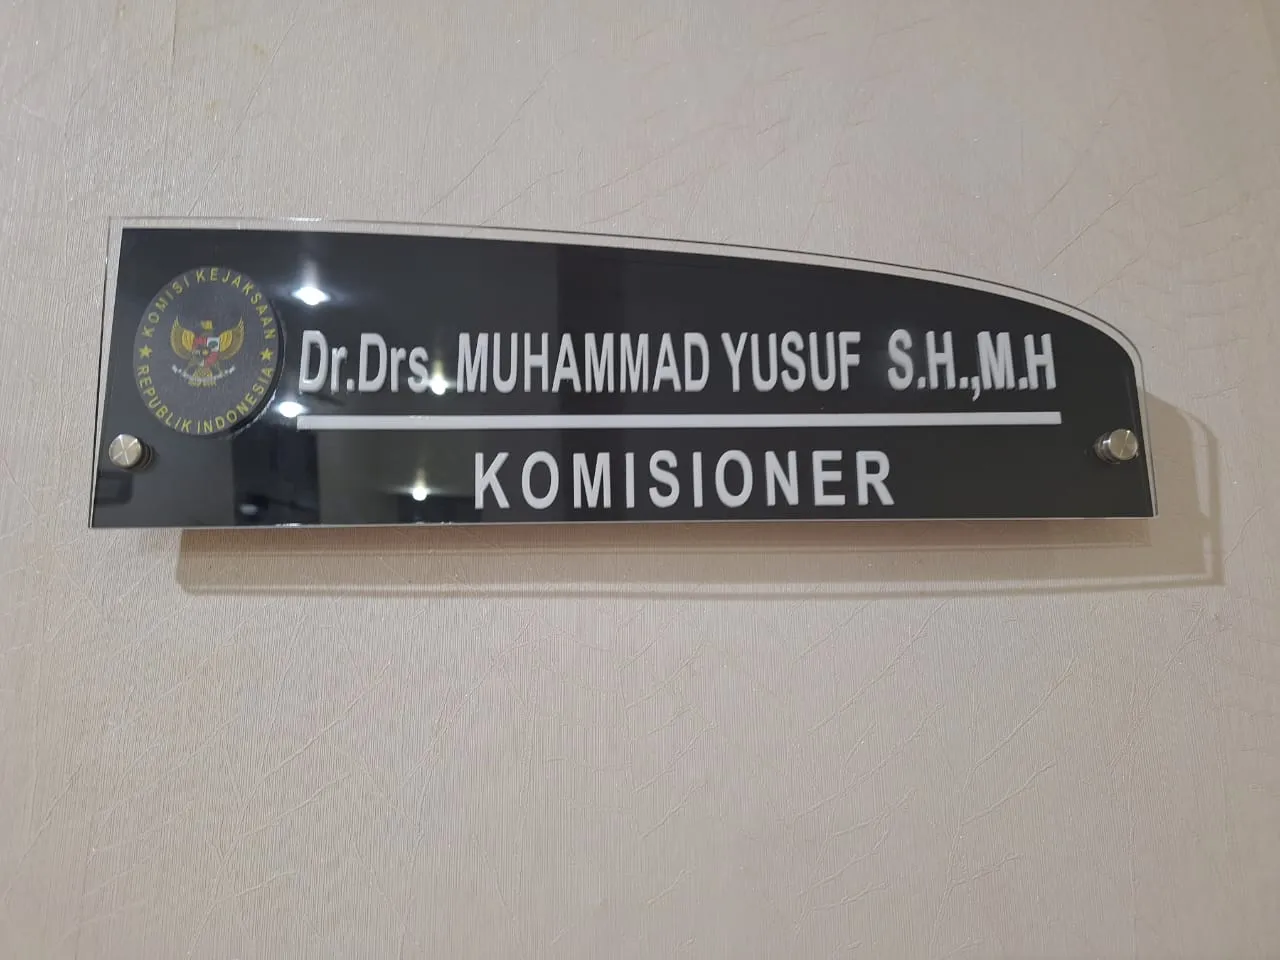 KOMISI KEJAKSAAN
REPUBLIK INDONESIA
Dr.Drs. MUHAMMAD YUSUF S.H.,M.H
KOMISIONER